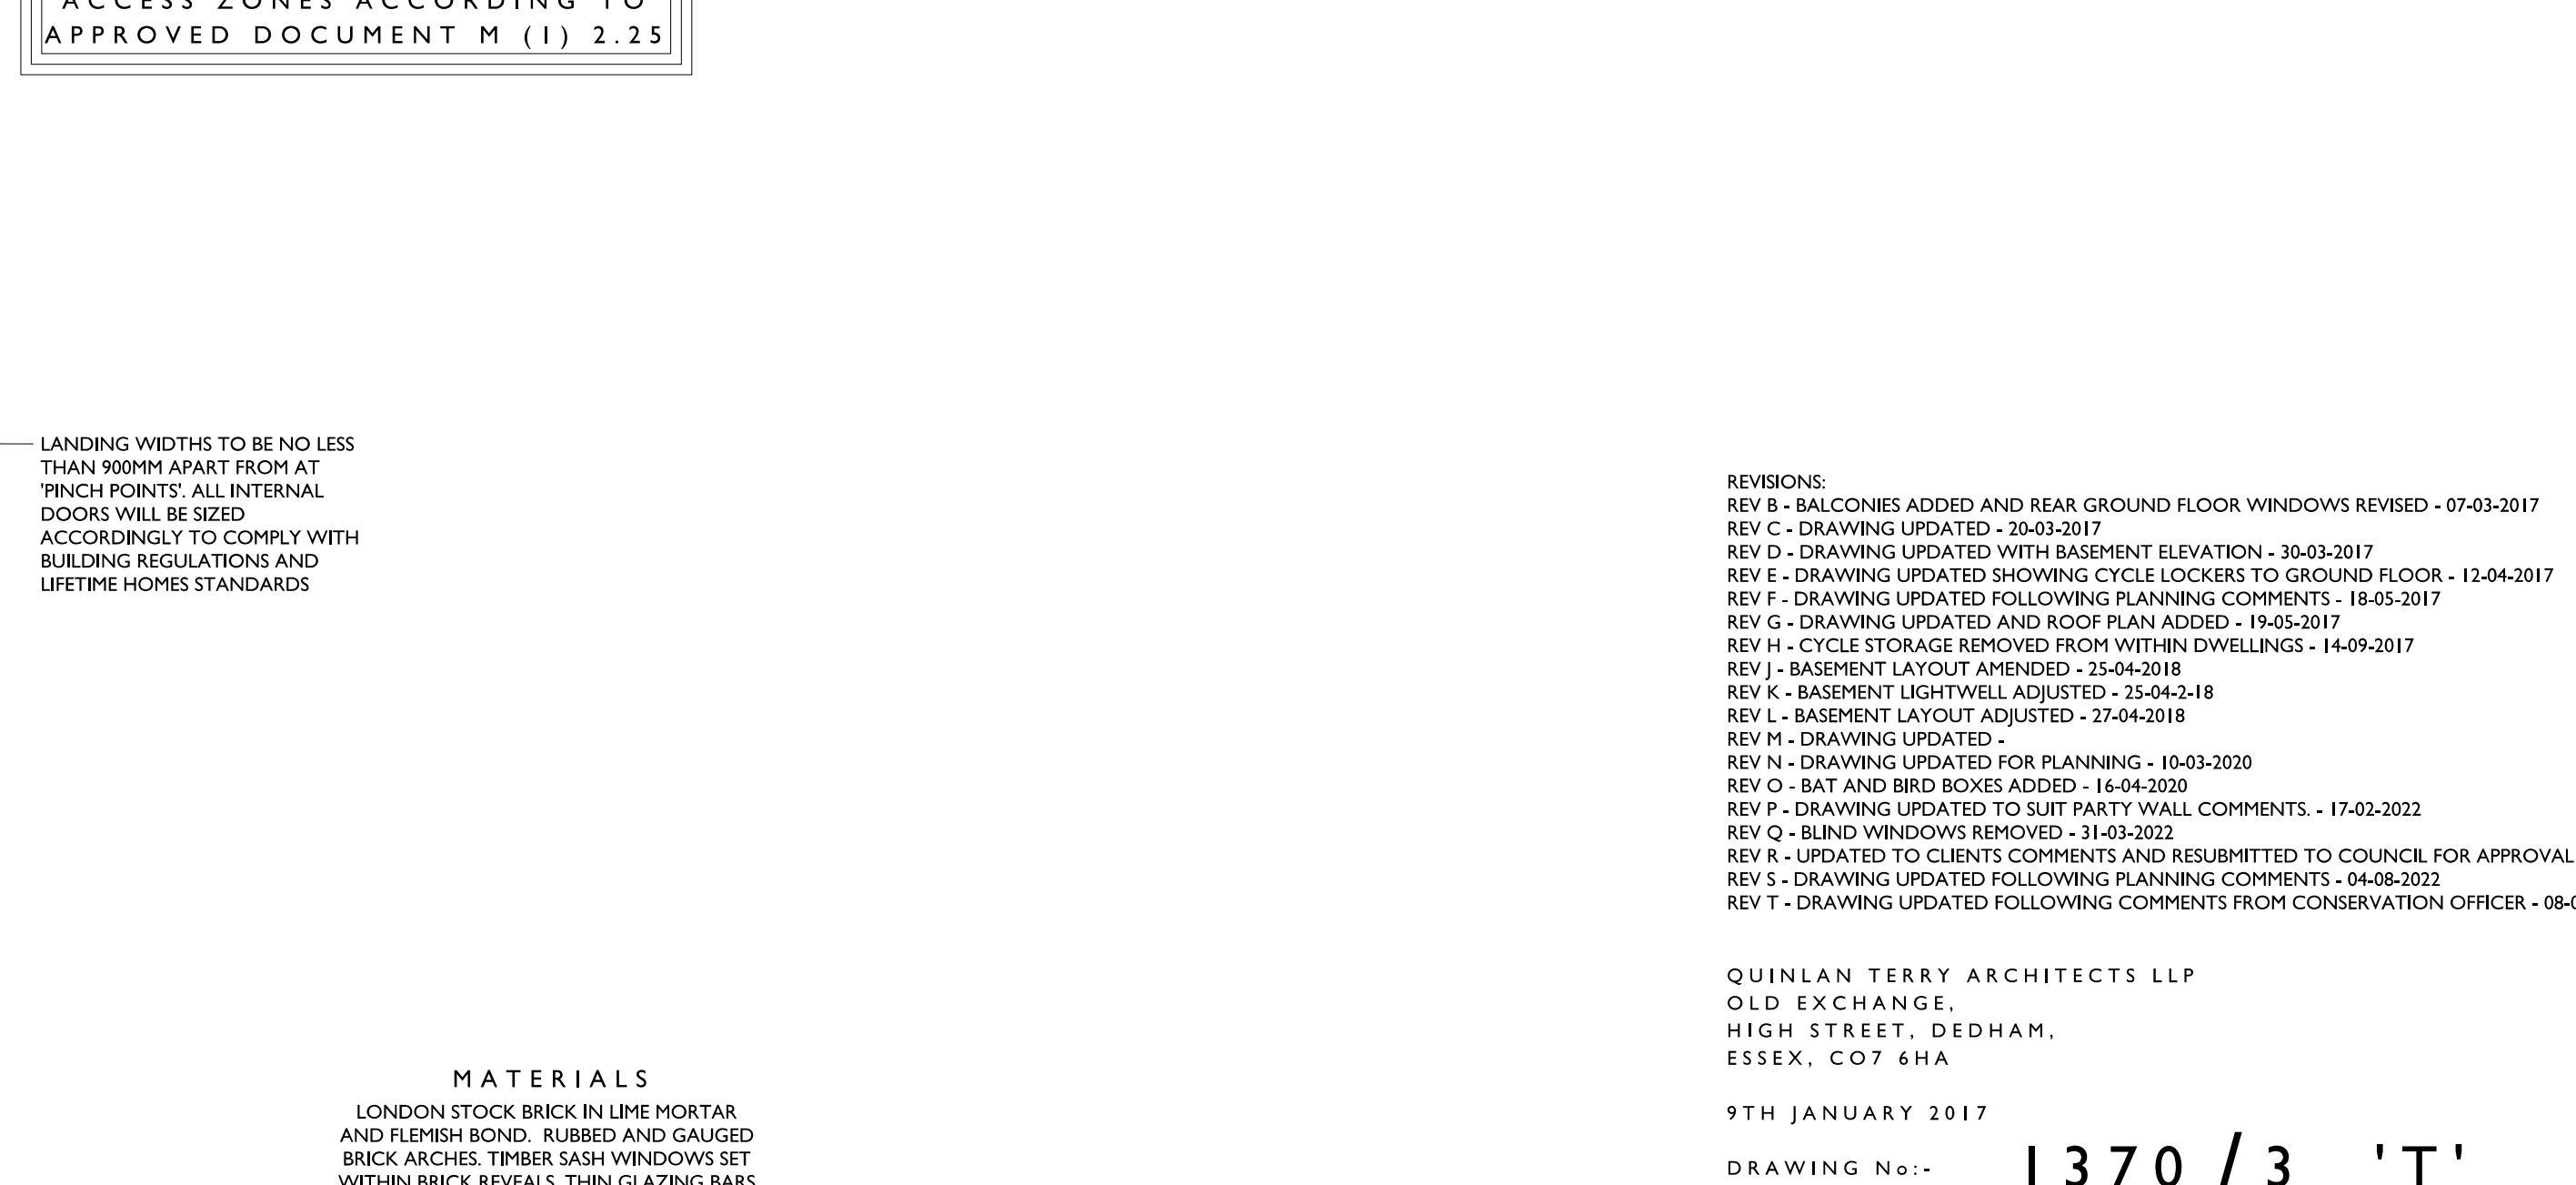 ACCESS ZONES ACCORDING TO
APPROVED DOCUMENT M (1) 2.25
LANDING WIDTHS TO BE NO LESS
THAN 900MM APART FROM AT
'PINCH POINTS'. ALL INTERNAL
DOORS WILL BE SIZED
ACCORDINGLY TO COMPLY WITH
BUILDING REGULATIONS AND
LIFETIME HOMES STANDARDS
MATERIALS
LONDON STOCK BRICK IN LIME MORTAR
AND FLEMISH BOND. RUBBED AND GAUGED
BRICK ARCHES. TIMBER SASH WINDOWS SET
WITHIN BRICK REVEALS. THIN GLAZING BARS
REVISIONS:
REV B - BALCONIES ADDED AND REAR GROUND FLOOR WINDOWS REVISED - 07-03-2017
REV C - DRAWING UPDATED - 20-03-2017
REV D - DRAWING UPDATED WITH BASEMENT ELEVATION - 30-03-2017
REV E - DRAWING UPDATED SHOWING CYCLE LOCKERS TO GROUND FLOOR - 12-04-2017
REV F - DRAWING UPDATED FOLLOWING PLANNING COMMENTS - 18-05-2017
REV G - DRAWING UPDATED AND ROOF PLAN ADDED - 19-05-2017
REV H - CYCLE STORAGE REMOVED FROM WITHIN DWELLINGS - 14-09-2017
REV J - BASEMENT LAYOUT AMENDED - 25-04-2018
REV K - BASEMENT LIGHTWELL ADJUSTED - 25-04-2-18
REV L - BASEMENT LAYOUT ADJUSTED - 27-04-2018
REV M - DRAWING UPDATED -
REV N - DRAWING UPDATED FOR PLANNING - 10-03-2020
REV O - BAT AND BIRD BOXES ADDED - 16-04-2020
REV P - DRAWING UPDATED TO SUIT PARTY WALL COMMENTS. - 17-02-2022
REV Q - BLIND WINDOWS REMOVED - 31-03-2022
REV R - UPDATED TO CLIENTS COMMENTS AND RESUBMITTED TO COUNCIL FOR APPROVAL
REV S - DRAWING UPDATED FOLLOWING PLANNING COMMENTS - 04-08-2022
REV T - DRAWING UPDATED FOLLOWING COMMENTS FROM CONSERVATION OFFICER - 08-
QUINLAN TERRY ARCHITECTS LLP
OLD EXCHANGE,
HIGH STREET, DEDHAM,
ESSEX, CO7 6HA
9TH JANUARY 2017
DRAWING No:- 1370/3 'T'